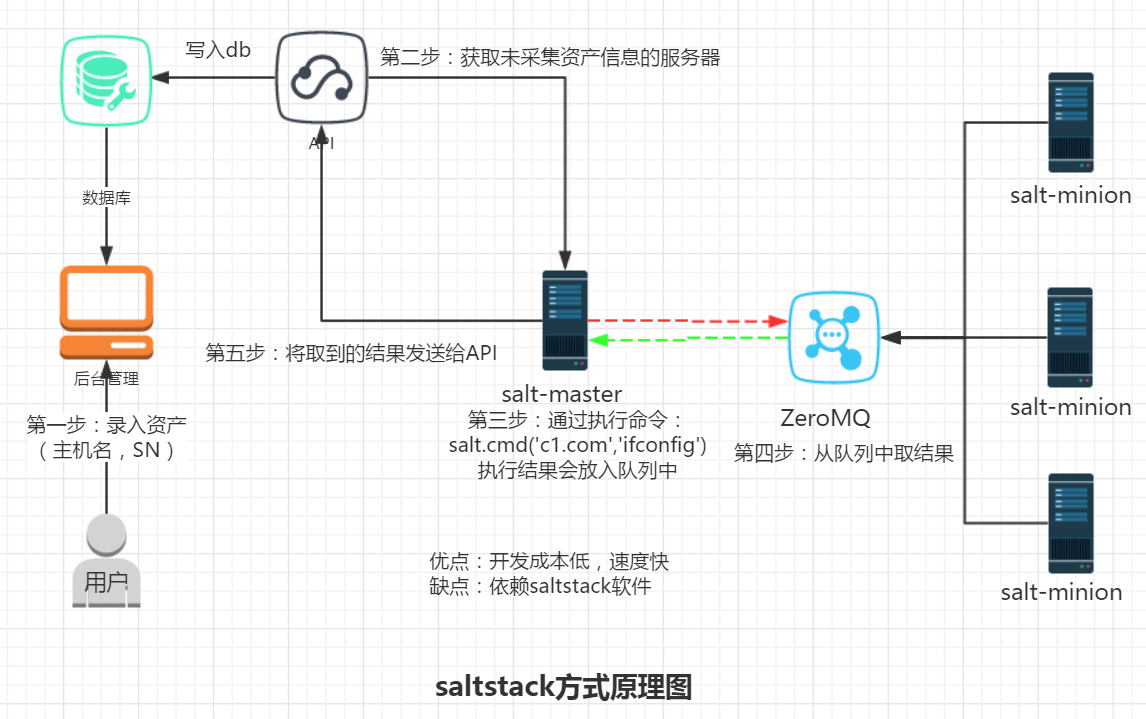 写入db
第二步：获取未采集资产信息的服务器
API
数据库
salt-minion
后台管理
第五步：将取到的结果发送给API
salt-master
第三步：通过执行命令：
salt.cmd('c1.com','ifconfig')
执行结果会放入队列中
ZeroMQ
第四步：从队列中取结果
salt-minion
第一步：录入资产
（主机名，SN）
用户
优点：开发成本低，速度快
缺点：依赖saltstack软件
salt-minion
saltstack方式原理图